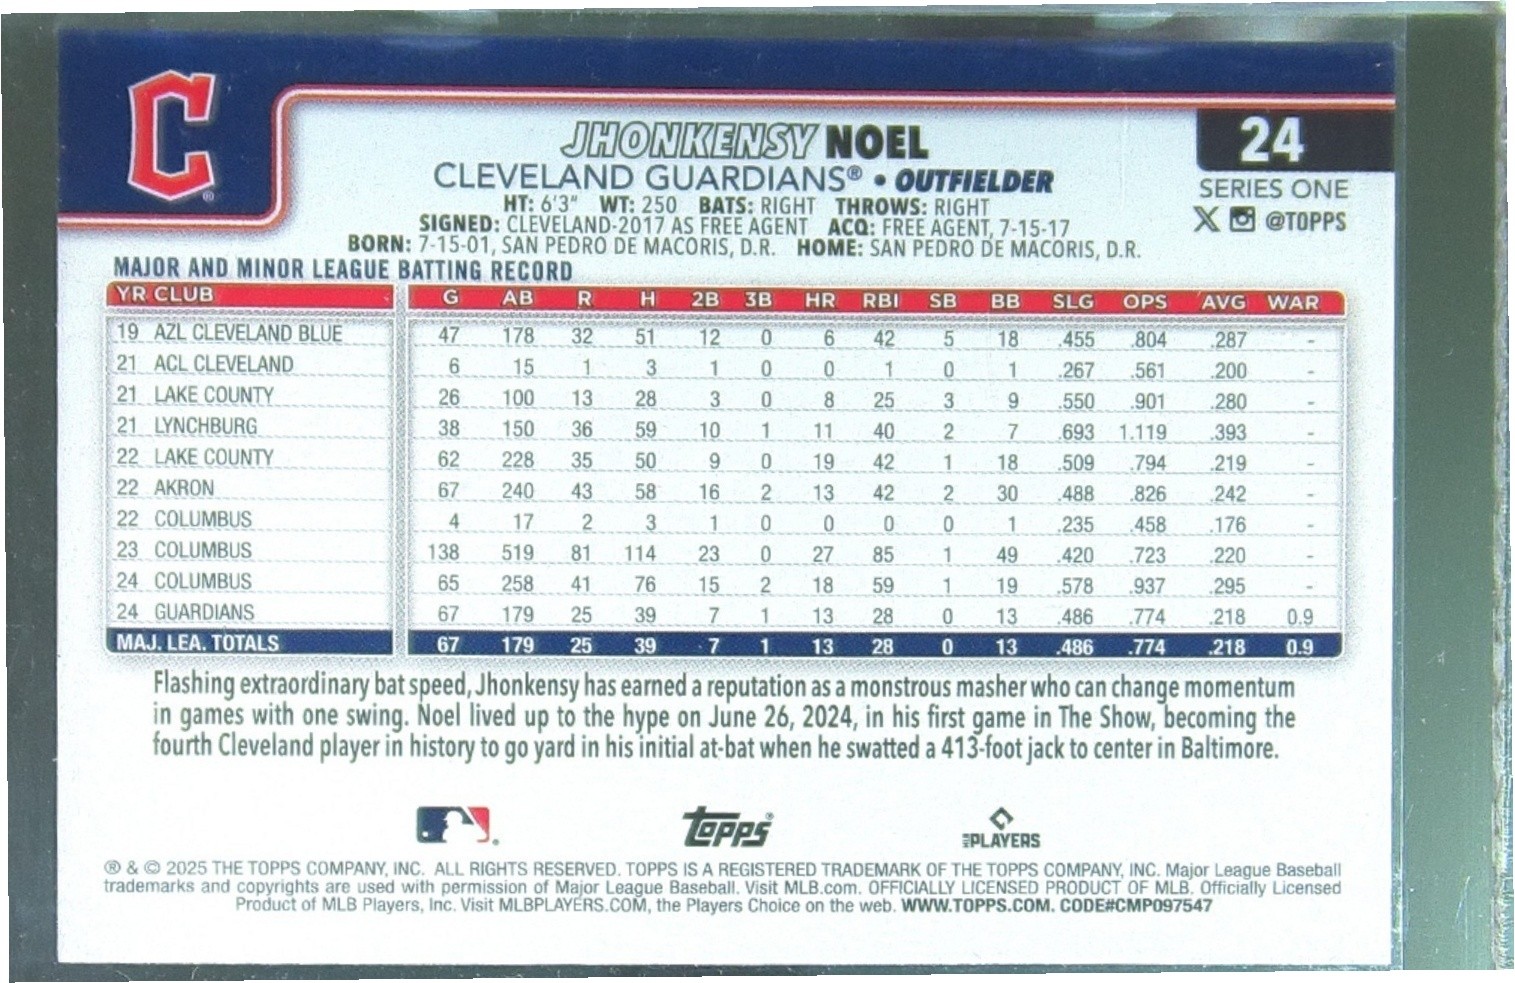 C
JHONKENSY NOEL
24
CLEVELAND GUARDIANS® • OUTFIELDER
SERIES ONE
HT: 6'3" WT: 250 BATS: RIGHT THROWS: RIGHT
@TOPPS
SIGNED: CLEVELAND-2017 AS FREE AGENT ACQ: FREE AGENT, 7-15-17
BORN: 7-15-01, SAN PEDRO DE MACORIS, D.R. HOME: SAN PEDRO DE MACORIS, D.R.
MAJOR AND MINOR LEAGUE BATTING RECORD
YR CLUB G AB R H 2B 3B HR RBI SB BB SLG OPS AVG WAR
19 AZL CLEVELAND BLUE 47 178 32 51 12 0 6 42 5 18 .455 .804 .287 -
21 ACL CLEVELAND 6 15 1 3 1 0 0 1 0 1 .267 .561 .200 -
21 LAKE COUNTY 26 100 13 28 3 0 8 25 3 9 .550 .901 .280 -
21 LYNCHBURG 38 150 36 59 10 1 11 40 2 7 .693 1.119 .393 -
22 LAKE COUNTY 62 228 35 50 9 0 19 42 1 18 .509 .794 .219 -
22 AKRON 67 240 43 58 16 2 13 42 2 30 .488 .826 .242 -
22 COLUMBUS 4 17 2 3 1 0 0 0 0 1 .235 .458 .176 -
23 COLUMBUS 138 519 81 114 23 0 27 85 1 49 .420 .723 .220 -
24 COLUMBUS 65 258 41 76 15 2 18 59 1 19 .578 .937 .295 -
24 GUARDIANS 67 179 25 39 7 1 13 28 0 13 .486 .774 .218 0.9
MAJ. LEA. TOTALS 67 179 25 39 7 1 13 28 0 13 .486 .774 .218 0.9
Flashing extraordinary bat speed, Jhonkensy has earned a reputation as a monstrous masher who can change momentum
in games with one swing. Noel lived up to the hype on June 26, 2024, in his first game in The Show, becoming the
fourth Cleveland player in history to go yard in his initial at-bat when he swatted a 413-foot jack to center in Baltimore.
topps® PLAYERS
® & © 2025 THE TOPPS COMPANY, INC. ALL RIGHTS RESERVED. TOPPS IS A REGISTERED TRADEMARK OF THE TOPPS COMPANY, INC. Major League Baseball
trademarks and copyrights are used with permission of Major League Baseball. Visit MLB.com. OFFICIALLY LICENSED PRODUCT OF MLB. Officially Licensed
Product of MLB Players, Inc. Visit MLBPLAYERS.COM, the Players Choice on the web. WWW.TOPPS.COM. CODE#CMP097547